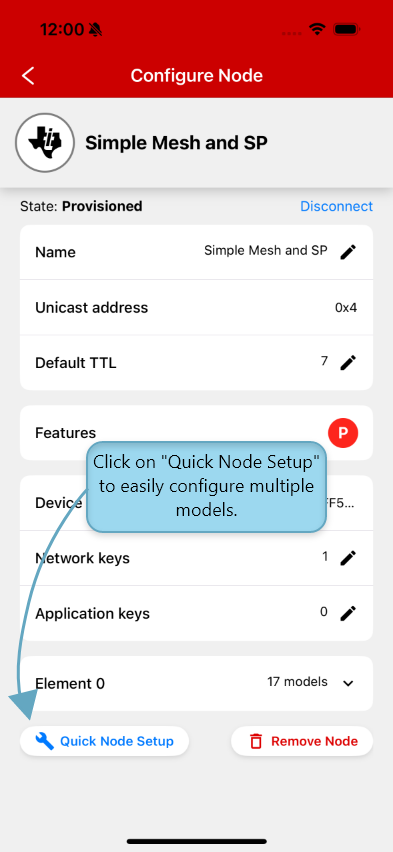 12:00
Configure Node
Simple Mesh and SP
State: Provisioned
Disconnect
Name
Simple Mesh and SP
Unicast address
0x4
Default TTL
7
Features
P
Click on "Quick Node Setup"
to easily configure multiple
models.
Device
FF5...
Network keys
1
Application keys
0
Element 0
17 models
Quick Node Setup
Remove Node